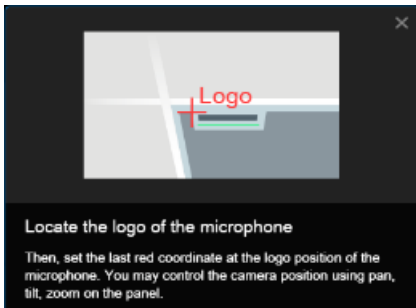 Logo
Locate the logo of the microphone
Then, set the last red coordinate at the logo position of the
microphone. You may control the camera position using pan,
tilt, zoom on the panel.